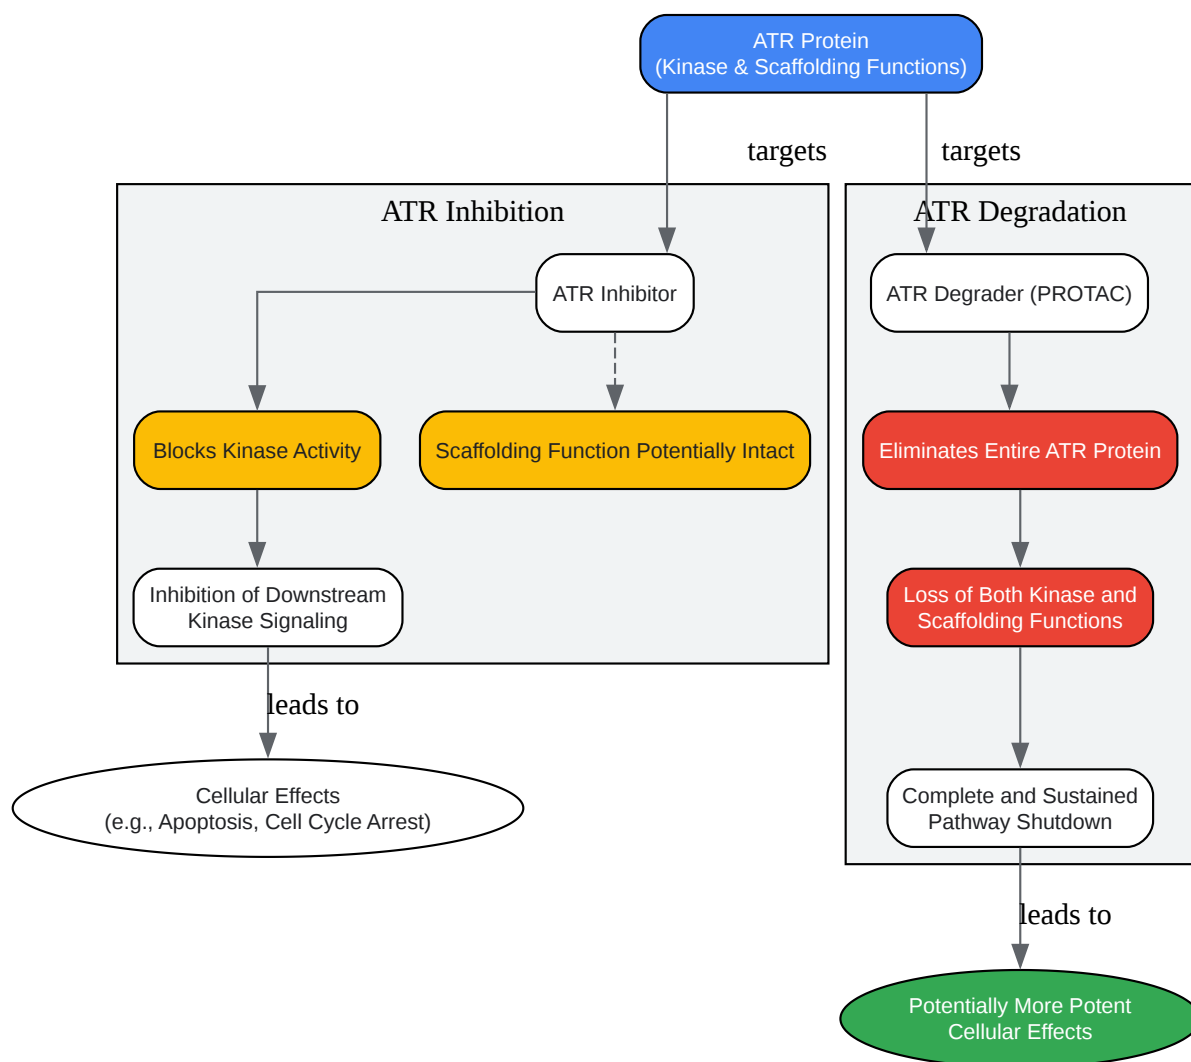 ATR Protein
(Kinase & Scaffolding Functions)
targets
targets
ATR Inhibition
ATR Degradation
ATR Inhibitor
ATR Degrader (PROTAC)
Blocks Kinase Activity
Scaffolding Function Potentially Intact
Eliminates Entire ATR Protein
Inhibition of Downstream
Kinase Signaling
Loss of Both Kinase and
Scaffolding Functions
leads to
Cellular Effects
(e.g., Apoptosis, Cell Cycle Arrest)
Complete and Sustained
Pathway Shutdown
leads to
Potentially More Potent
Cellular Effects